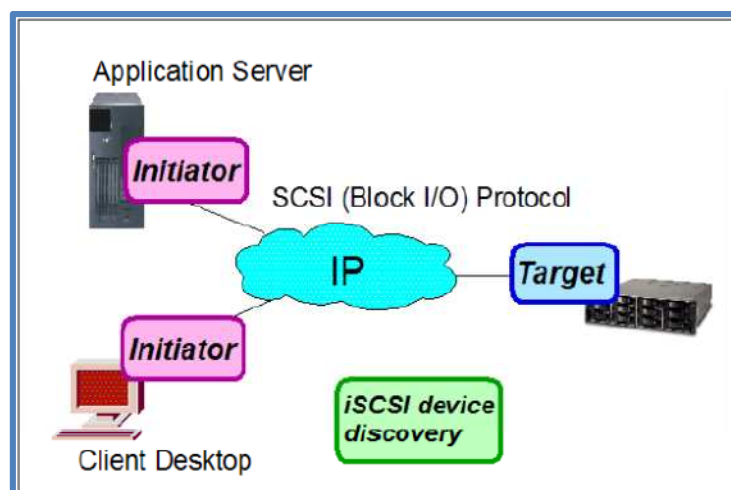 Application Server
Initiator
SCSI (Block I/O) Protocol
IP
Target
Initiator
iSCSI device
discovery
Client Desktop